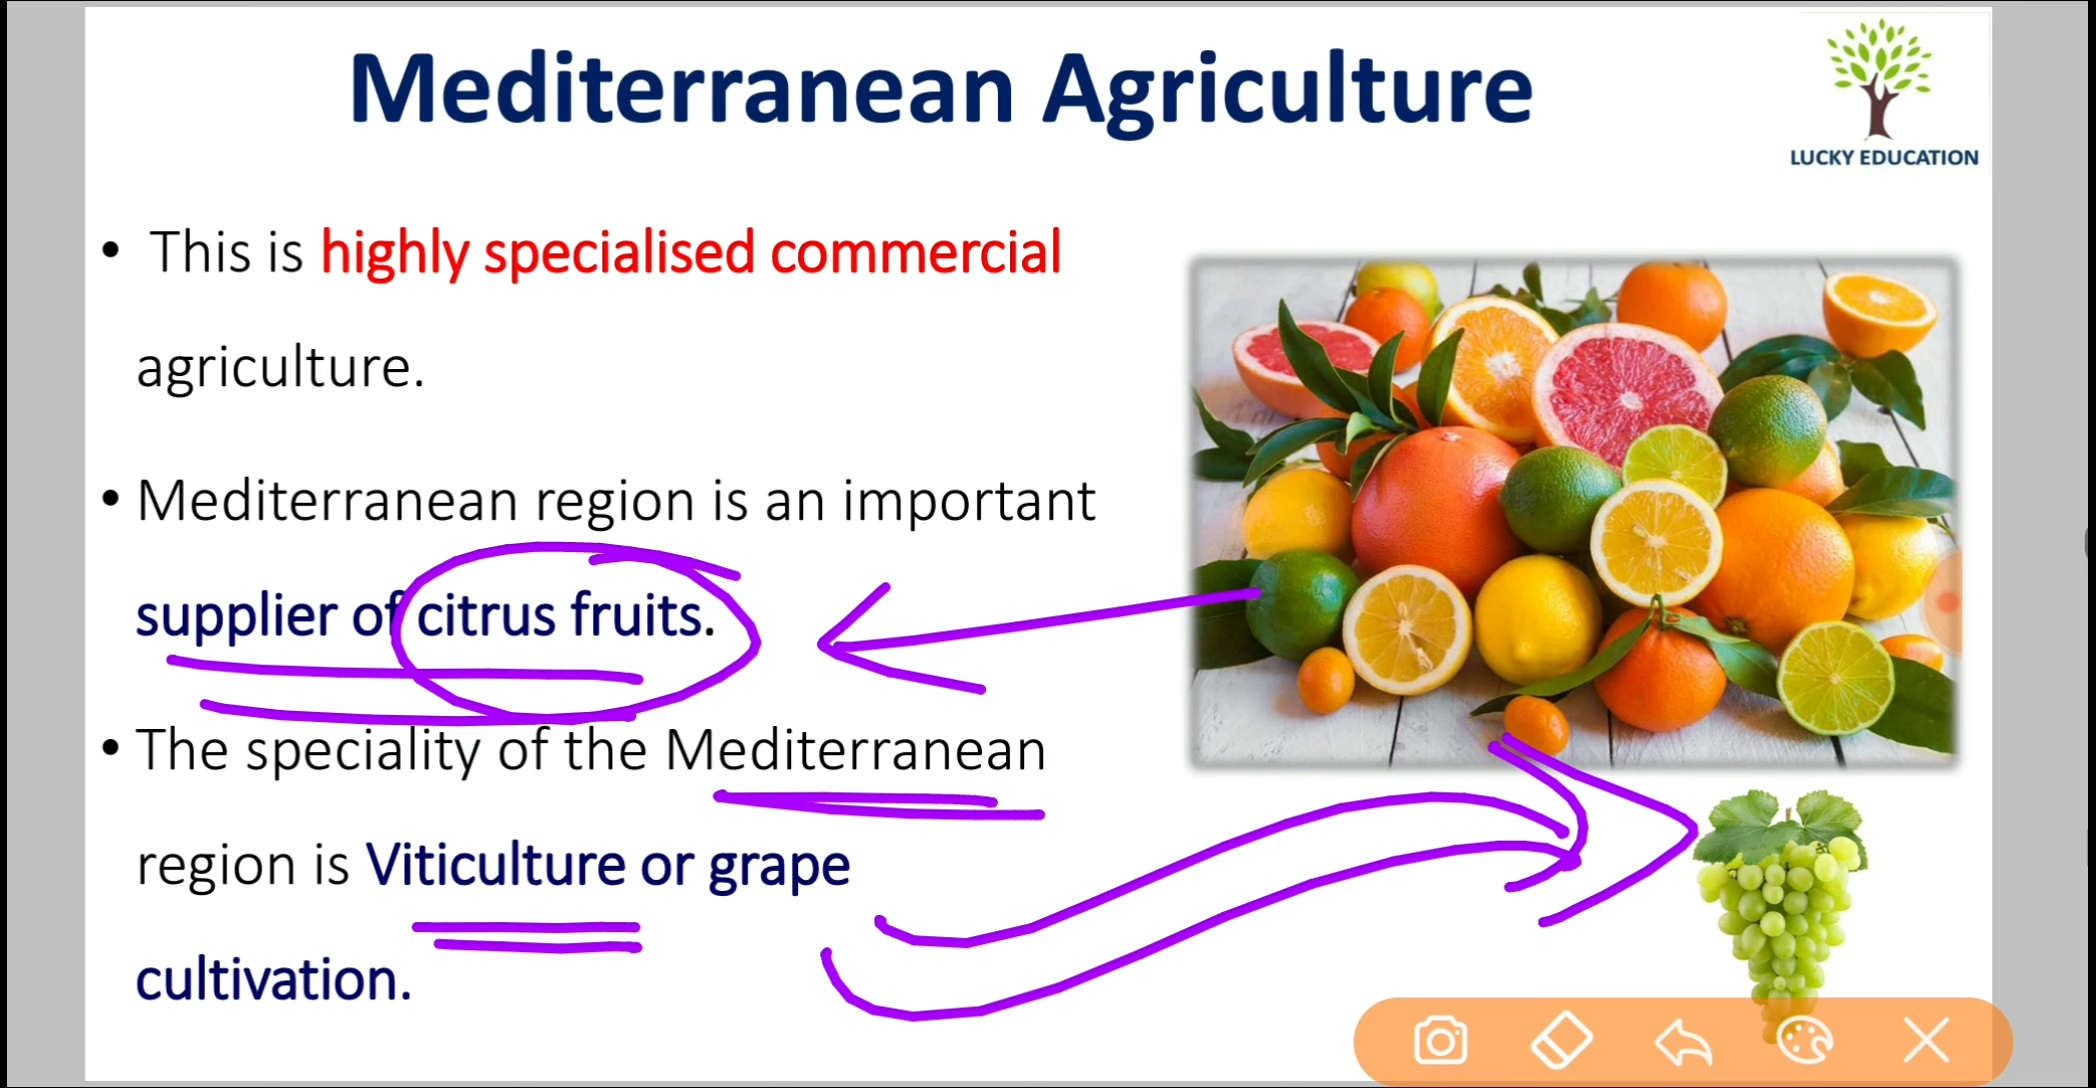 Mediterranean Agriculture
LUCKY EDUCATION
• This is highly specialised commercial
agriculture.
• Mediterranean region is an important
supplier of citrus fruits.
• The speciality of the Mediterranean
region is Viticulture or grape
cultivation.